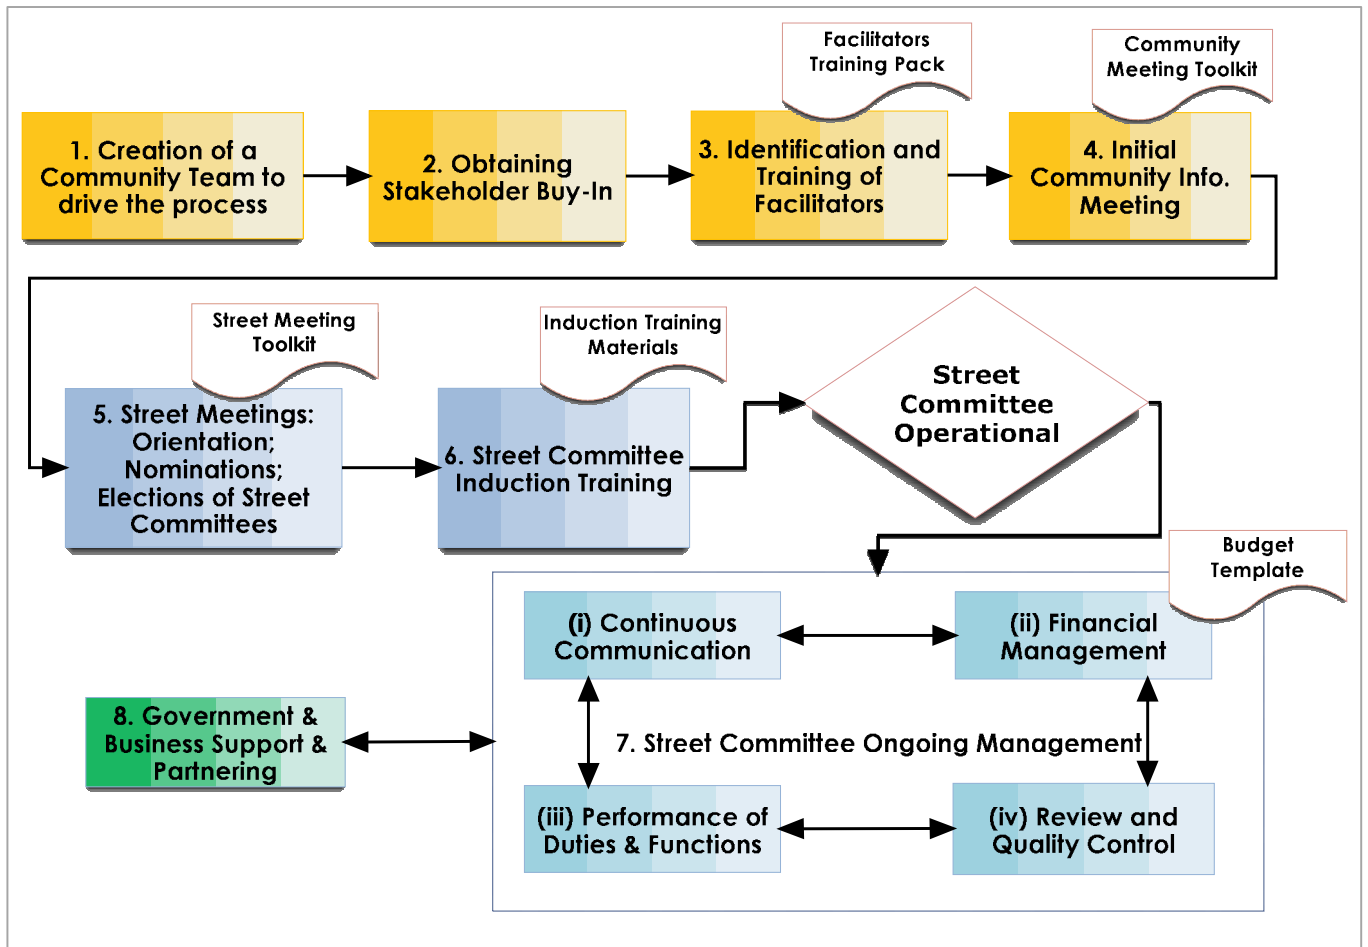 Facilitators
Training Pack
Community
Meeting Toolkit
1. Creation of a
Community Team to
drive the process
2. Obtaining
Stakeholder Buy-In
3. Identification and
Training of
Facilitators
4. Initial
Community Info.
Meeting
Street Meeting
Toolkit
Induction Training
Materials
5. Street Meetings:
Orientation;
Nominations;
Elections of Street
Committees
6. Street Committee
Induction Training
Street
Committee
Operational
Budget
Template
(i) Continuous
Communication
(ii) Financial
Management
8. Government &
Business Support &
Partnering
7. Street Committee Ongoing Management
(iii) Performance of
Duties & Functions
(iv) Review and
Quality Control